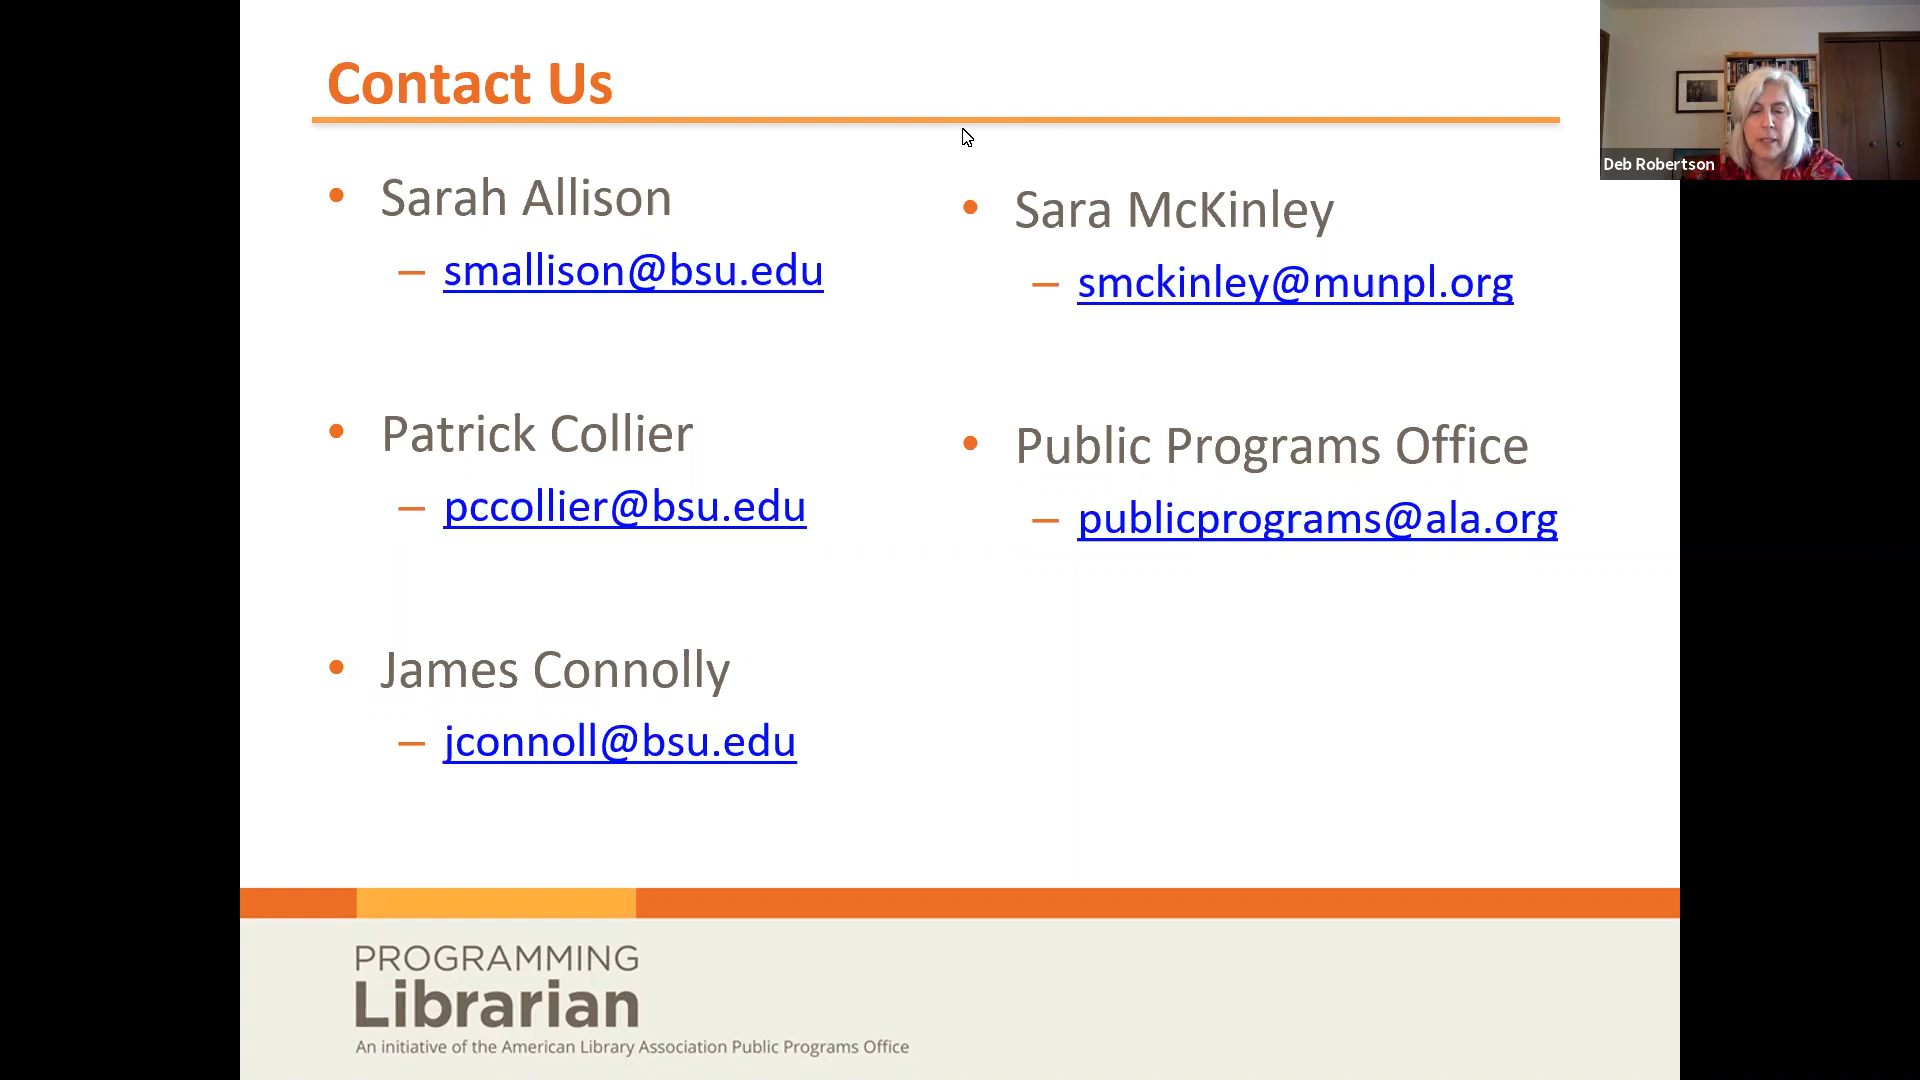 Contact Us
• Sarah Allison
– smallison@bsu.edu
• Patrick Collier
– pccollier@bsu.edu
• James Connolly
– jconnoll@bsu.edu
• Sara McKinley
– smckinley@munpl.org
• Public Programs Office
– publicprograms@ala.org
Deb Robertson
PROGRAMMING
Librarian
An initiative of the American Library Association Public Programs Office